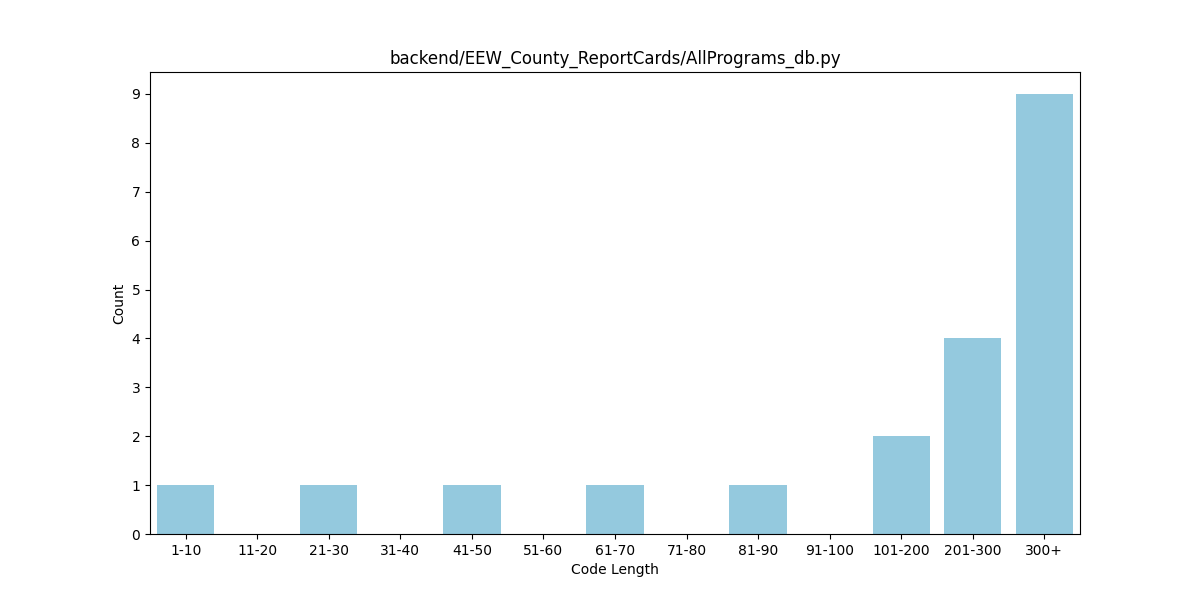 backend/EEW_County_ReportCards/AllPrograms_db.py
Count
9
8
7
6
5
4
3
2
1
0
1-10 11-20 21-30 31-40 41-50 51-60 61-70 71-80 81-90 91-100 101-200 201-300 300+
Code Length